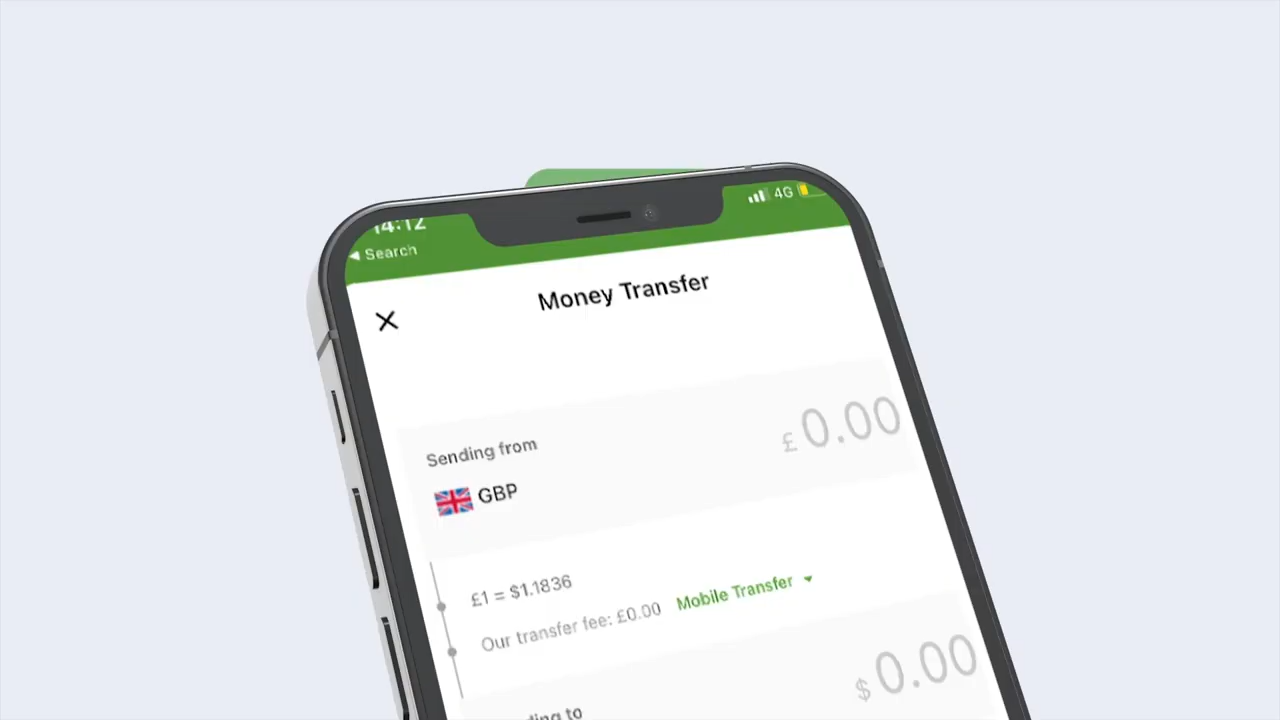 14:12
4G
Search
Money Transfer
Sending from
£ 0.00
GBP
£1 = $1.1836
Our transfer fee: £0.00 Mobile Transfer
$ 0.00
to